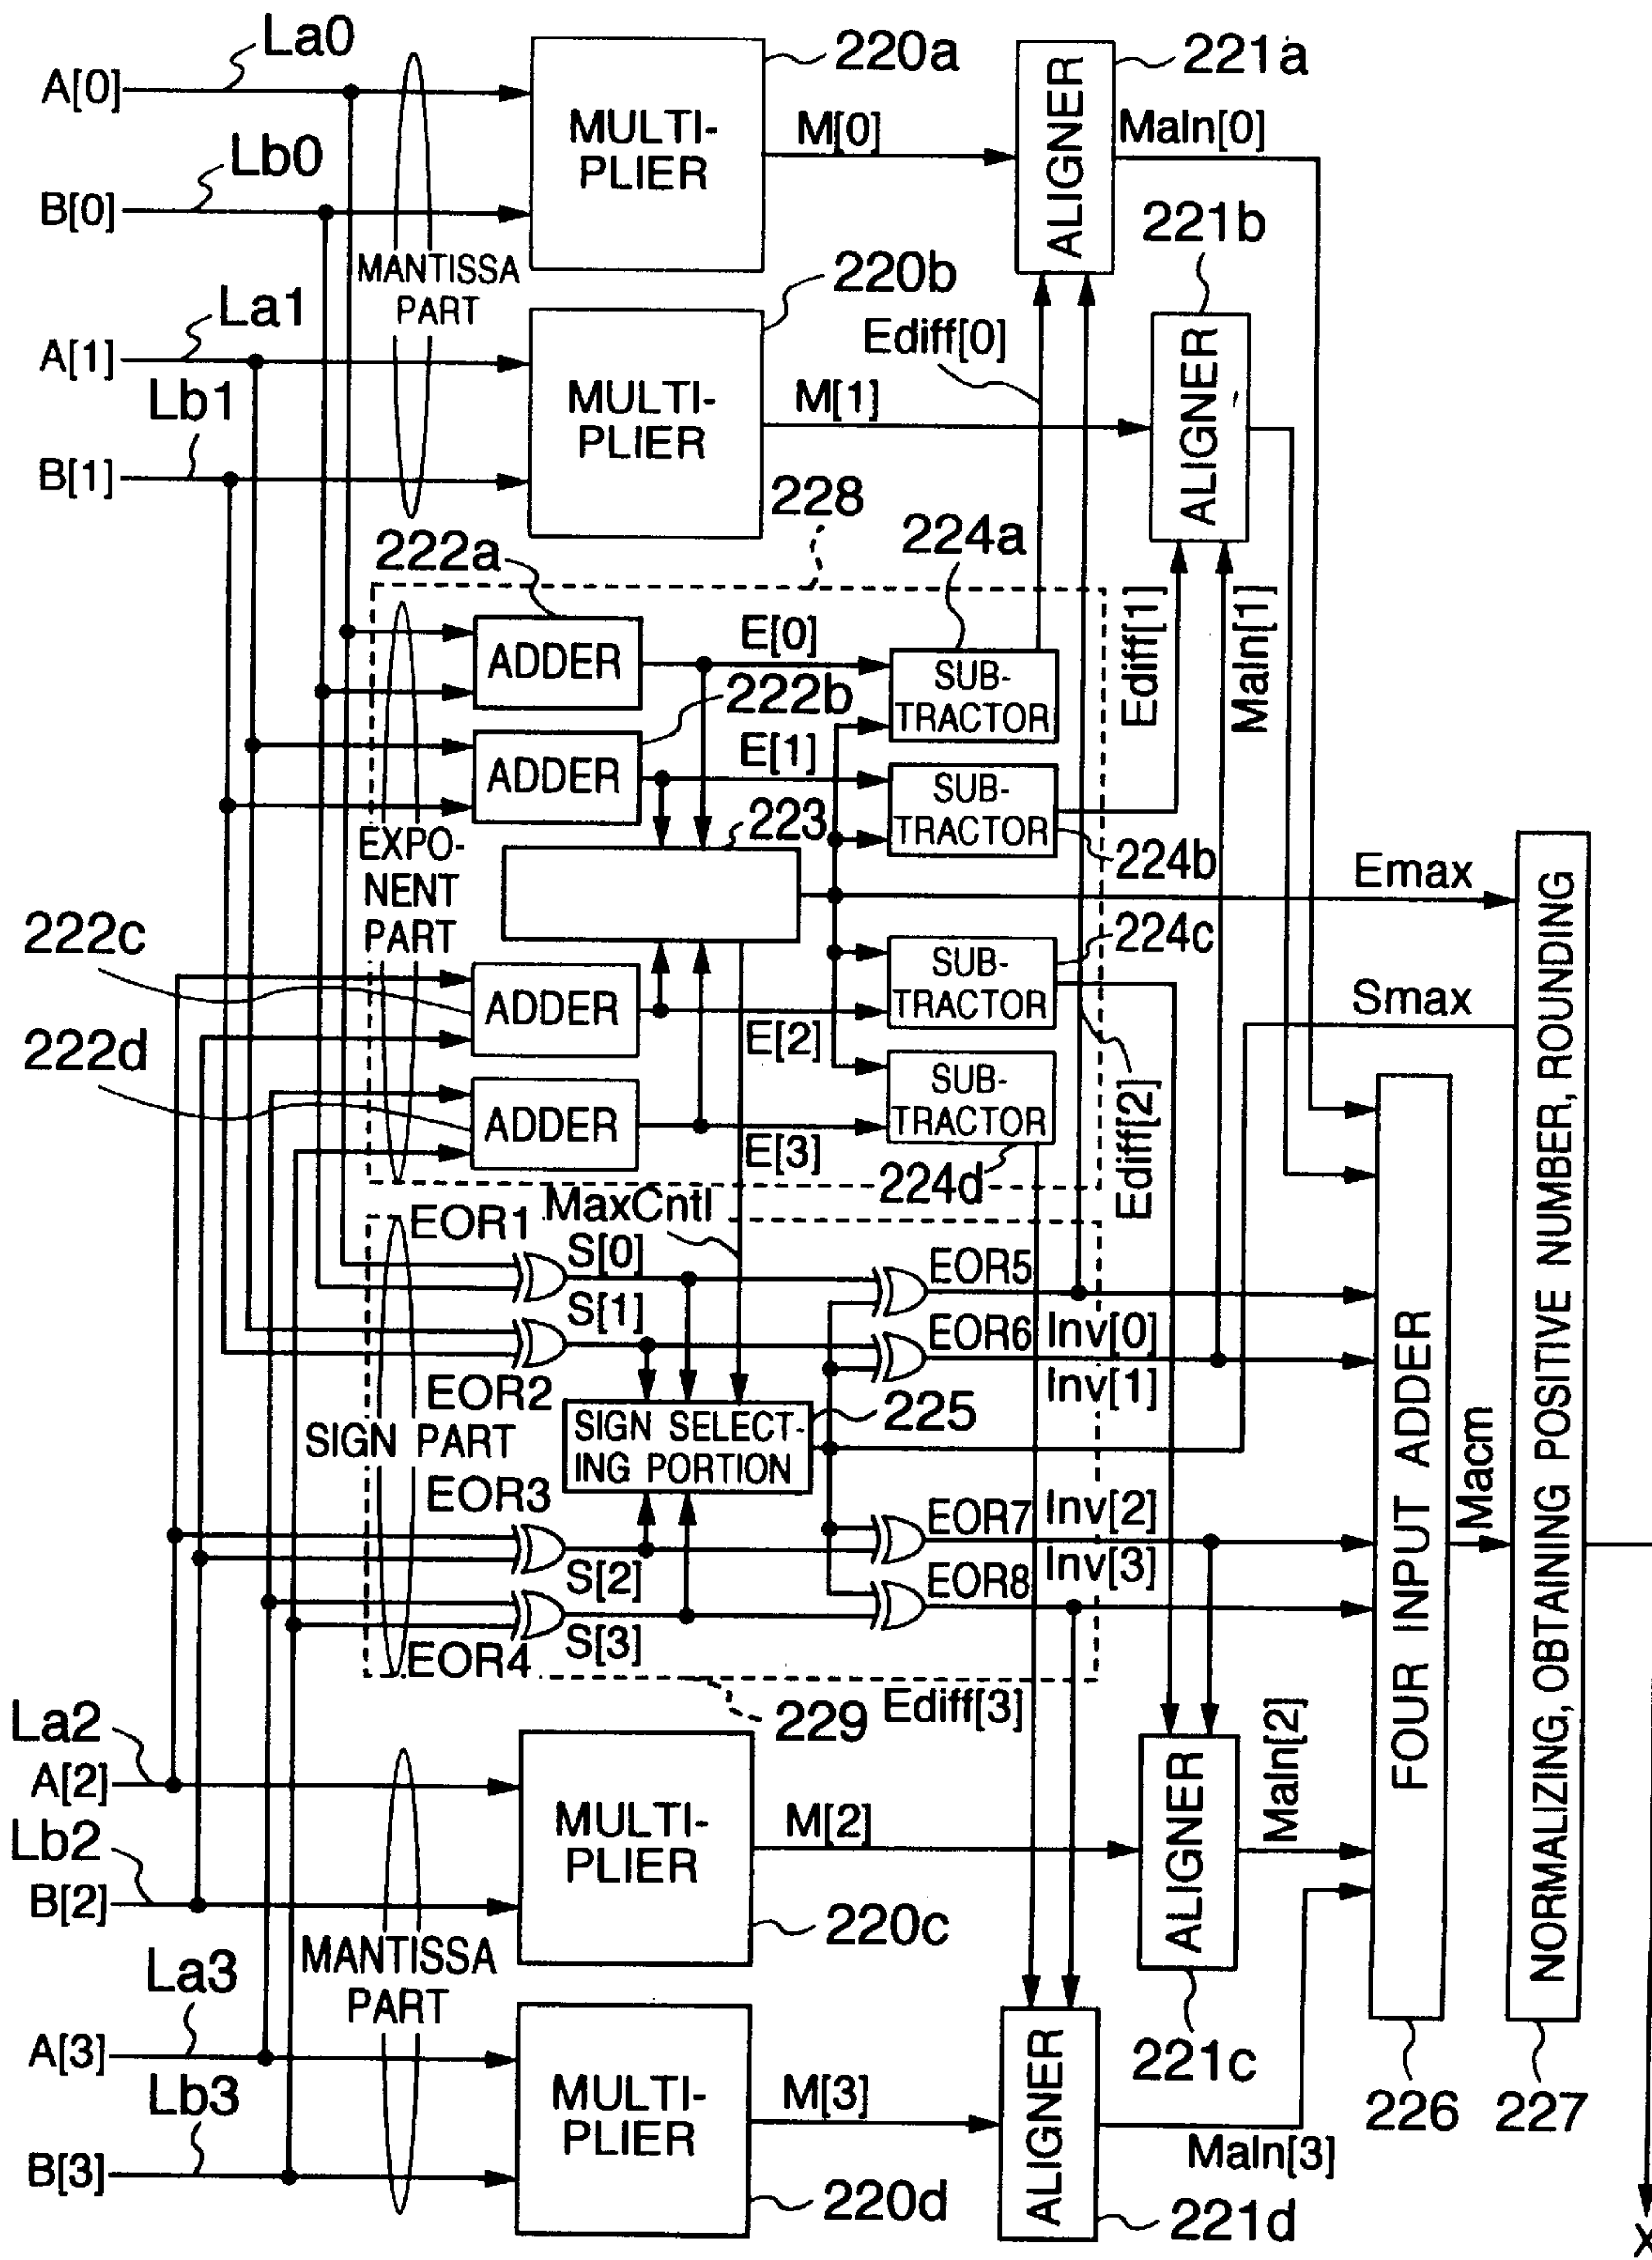 La0
220a
221a
A[0]
MULTI-
PLIER
M[0]
ALIGNER
Maln[0]
Lb0
B[0]
221b
MANTISSA
PART
220b
La1
A[1]
MULTI-
PLIER
Ediff[0]
M[1]
ALIGNER
Lb1
B[1]
228
222a
224a
Ediff[1]
Maln[1]
ADDER
E[0]
SUB-
TRACTOR
222b
ADDER
E[1]
SUB-
TRACTOR
223
224b
EXPO-
NENT
PART
Emax
222c
224c
ADDER
SUB-
TRACTOR
E[2]
Smax
222d
ADDER
SUB-
TRACTOR
E[3]
224d
Ediff[2]
MaxCntl
EOR1
S[0]
EOR5
S[1]
EOR6
Inv[0]
EOR2
Inv[1]
SIGN PART
SIGN SELECT-
ING PORTION
225
EOR3
EOR7
Inv[2]
S[2]
EOR8
Inv[3]
S[3]
EOR4
229
Ediff[3]
FOUR INPUT ADDER
Macm
NORMALIZING, OBTAINING POSITIVE NUMBER, ROUNDING
La2
A[2]
MULTI-
PLIER
M[2]
ALIGNER
Maln[2]
Lb2
B[2]
220c
MANTISSA
PART
La3
A[3]
MULTI-
PLIER
M[3]
ALIGNER
221c
226
227
Lb3
B[3]
Maln[3]
220d
221d
X